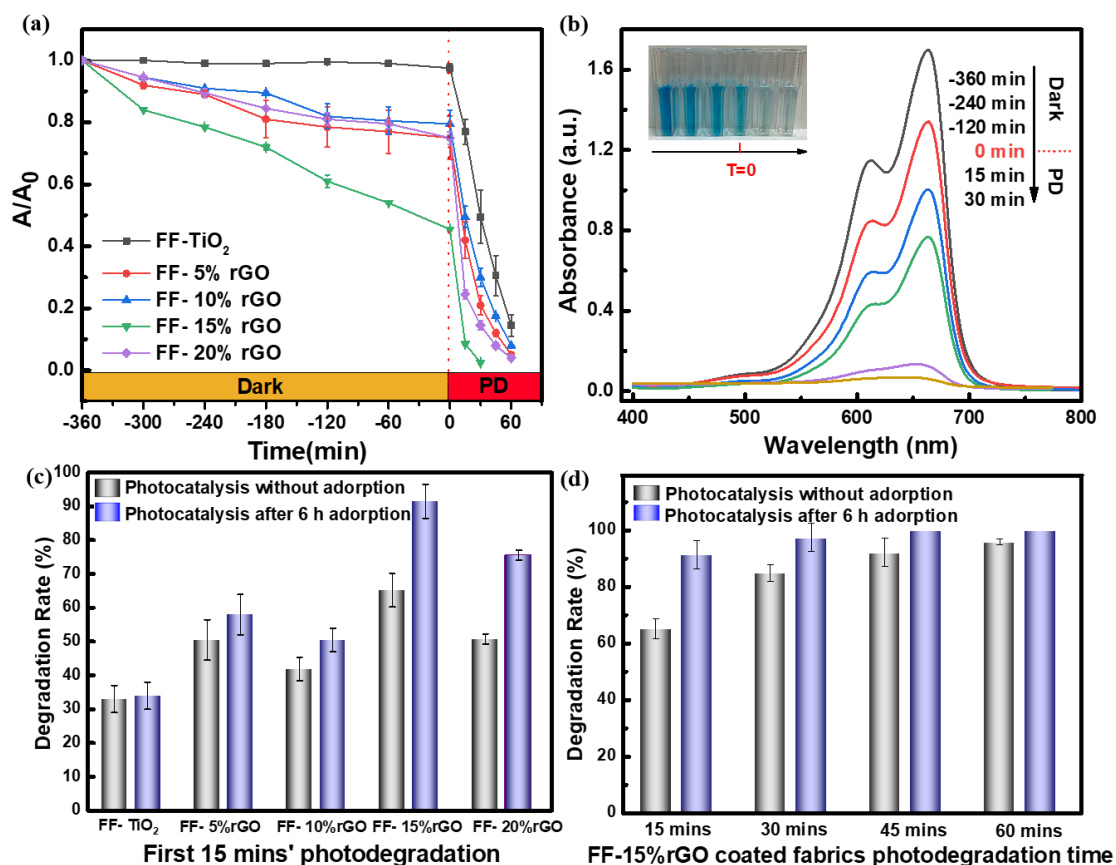 (a)
1.0
0.8
0.6
0.4
0.2
0.0
A/A0
FF-TiO2
FF- 5% rGO
FF- 10% rGO
FF- 15% rGO
FF- 20% rGO
Dark
PD
-360 -300 -240 -180 -120 -60 0 60
Time(min)
(b)
1.6
1.2
0.8
0.4
0.0
Absorbance (a.u.)
T=0
-360 min
-240 min
-120 min
0 min
15 min
30 min
Dark
PD
400 500 600 700 800
Wavelength (nm)
(c)
100
90
80
70
60
50
40
30
20
10
0
Degradation Rate (%)
Photocatalysis without adorption
Photocatalysis after 6 h adorption
FF- TiO2 FF- 5%rGO FF- 10%rGO FF- 15%rGO FF- 20%rGO
First 15 mins' photodegradation
(d)
100
80
60
40
20
0
Degradation Rate (%)
Photocatalysis without adorption
Photocatalysis after 6 h adorption
15 mins 30 mins 45 mins 60 mins
FF-15%rGO coated fabrics photodegradation time